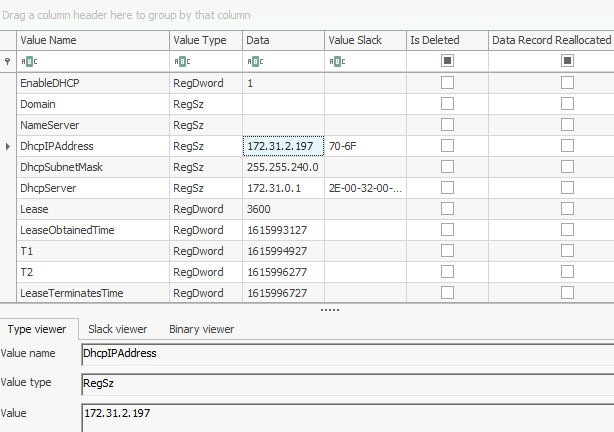 Drag a column header here to group by that column
Value Name Value Type Data Value Slack Is Deleted Data Record Reallocated
ABC ABC ABC ABC
EnableDHCP RegDword 1
Domain RegSz
NameServer RegSz
DhcpIPAddress RegSz 172.31.2.197 70-6F
DhcpSubnetMask RegSz 255.255.240.0
DhcpServer RegSz 172.31.0.1 2E-00-32-00-...
Lease RegDword 3600
LeaseObtainedTime RegDword 1615993127
T1 RegDword 1615994927
T2 RegDword 1615996277
LeaseTerminatesTime RegDword 1615996727
Type viewer Slack viewer Binary viewer
Value name DhcpIPAddress
Value type RegSz
Value 172.31.2.197